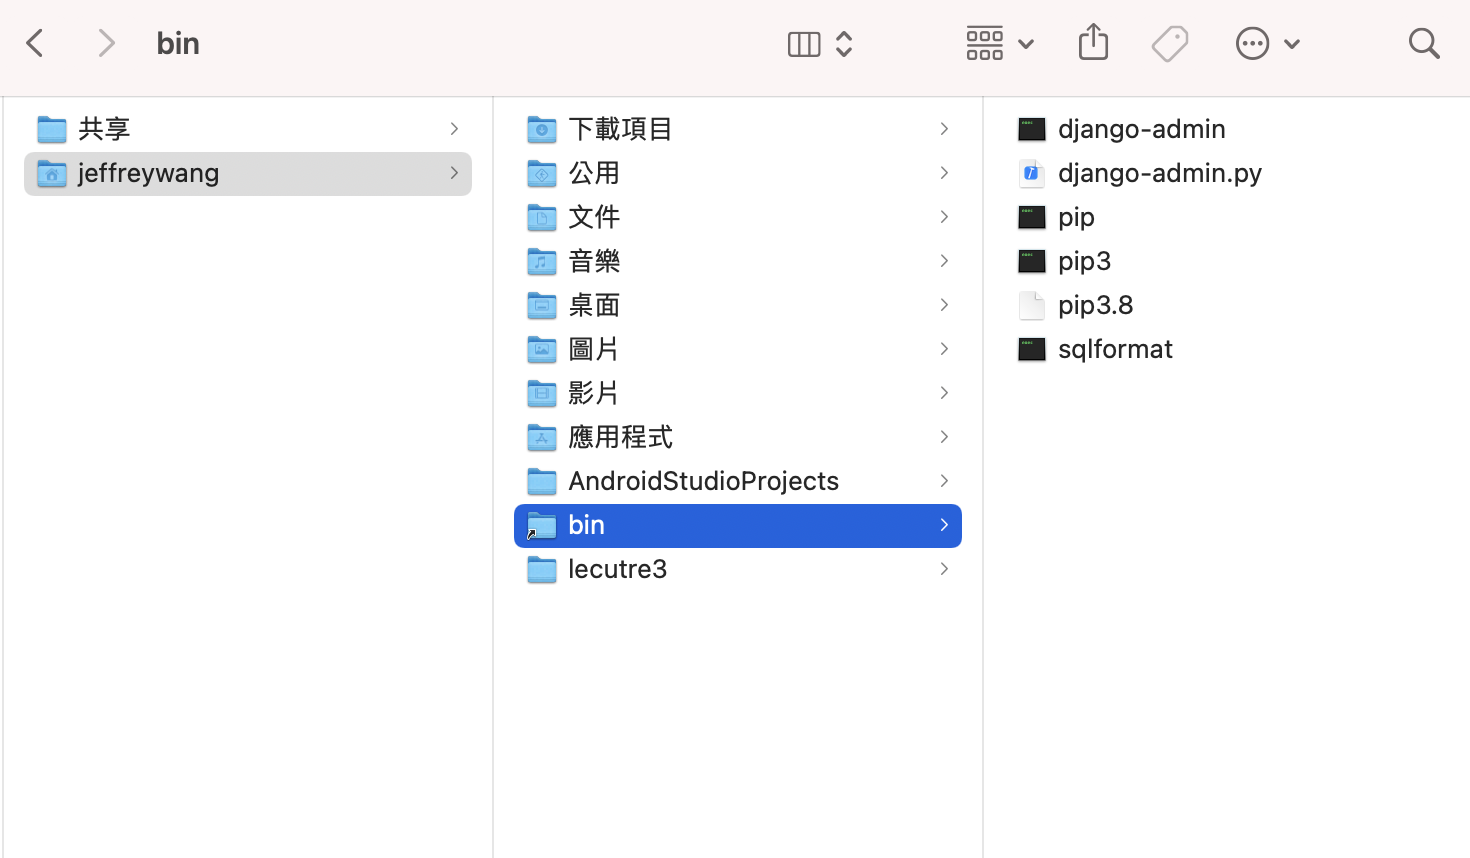 bin
共享
jeffreywang
下載項目
公用
文件
音樂
桌面
圖片
影片
應用程式
AndroidStudioProjects
bin
lecutre3
django-admin
django-admin.py
pip
pip3
pip3.8
sqlformat